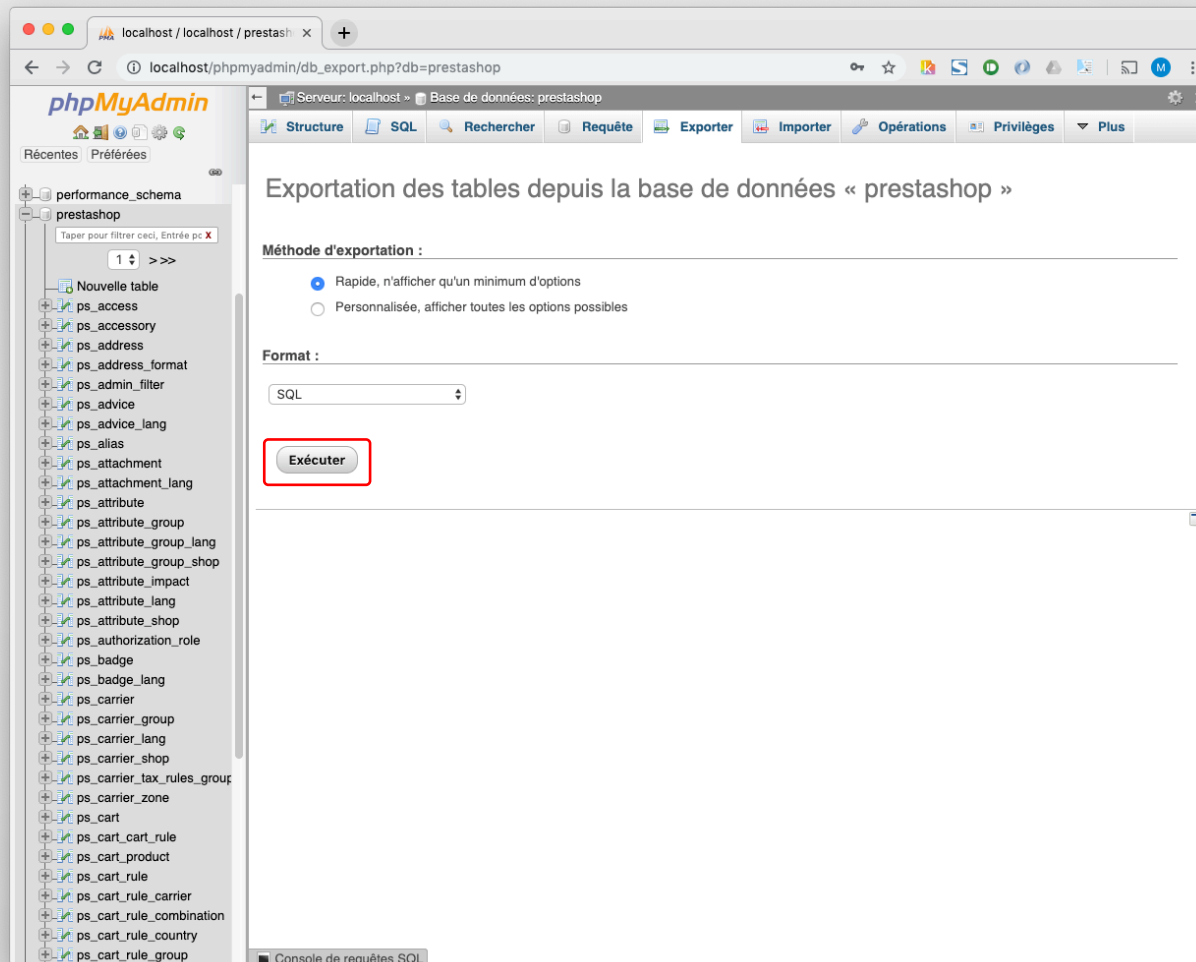 localhost / localhost / prestash
localhost/phpmyadmin/db_export.php?db=prestashop
M
phpMyAdmin
PMA
Récentes Préférées
performance_schema
prestashop
Taper pour filtrer ceci, Entrée po X
1 >>>
Nouvelle table
ps_access
ps_accessory
ps_address
ps_address_format
ps_admin_filter
ps_advice
ps_advice_lang
ps_alias
ps_attachment
ps_attachment_lang
ps_attribute
ps_attribute_group
ps_attribute_group_lang
ps_attribute_group_shop
ps_attribute_impact
ps_attribute_lang
ps_attribute_shop
ps_authorization_role
ps_badge
ps_badge_lang
ps_carrier
ps_carrier_group
ps_carrier_lang
ps_carrier_shop
ps_carrier_tax_rules_group
ps_carrier_zone
ps_cart
ps_cart_cart_rule
ps_cart_product
ps_cart_rule
ps_cart_rule_carrier
ps_cart_rule_combination
ps_cart_rule_country
ps_cart_rule_group
Serveur: localhost » Base de données: prestashop
Structure SQL Rechercher Requête Exporter Importer Opérations Privilèges Plus
Exportation des tables depuis la base de données « prestashop »
Méthode d'exportation :
Rapide, n'afficher qu'un minimum d'options
Personnalisée, afficher toutes les options possibles
Format :
SQL
Exécuter
Console de requêtes SQL